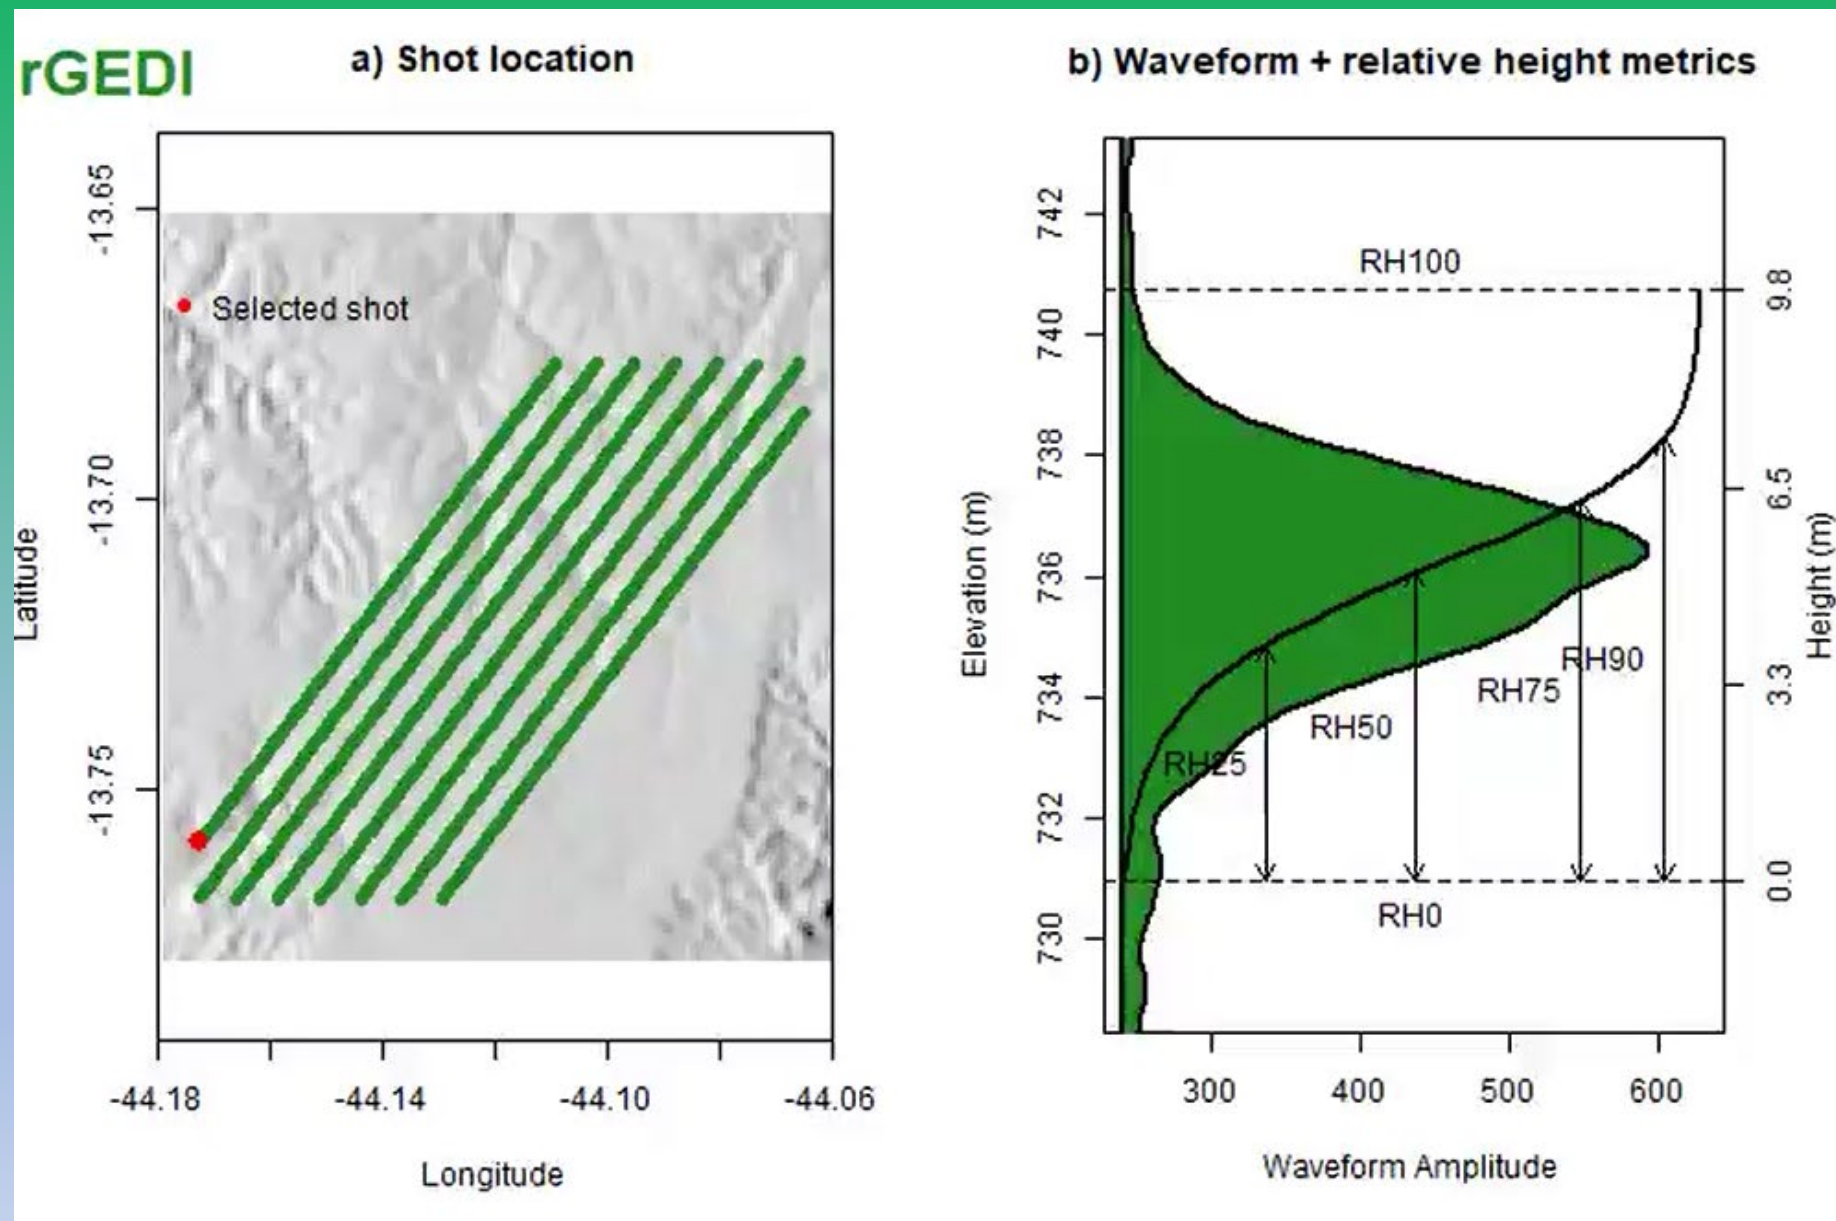 rGEDI
a) Shot location
Latitude
-13.65
-13.70
-13.75
Selected shot
-44.18
-44.14
-44.10
-44.06
Longitude
b) Waveform + relative height metrics
Elevation (m)
742
740
738
736
734
732
730
RH100
RH90
RH75
RH50
RH25
RH0
9.8
6.5
3.3
0.0
Height (m)
300
400
500
600
Waveform Amplitude